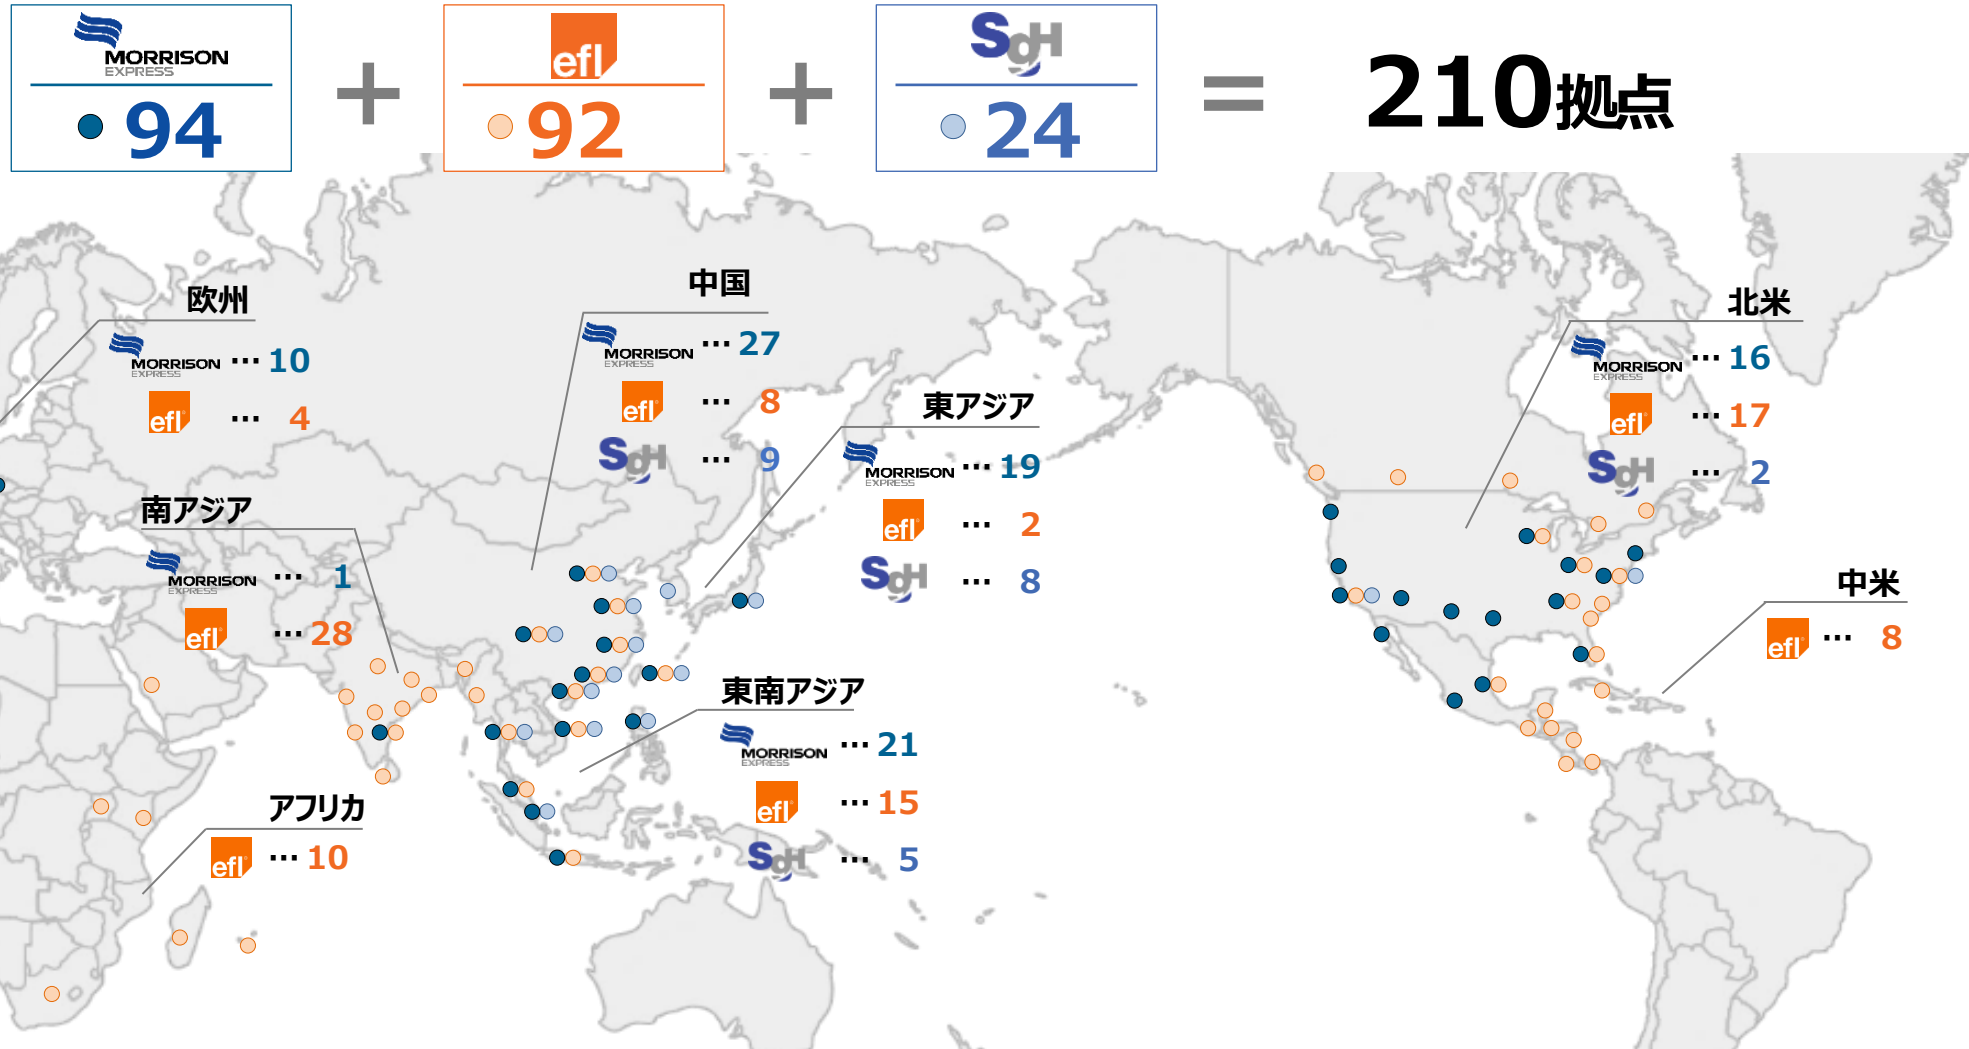 MORRISON
EXPRESS
94
+
efl
92
+
SGH
24
=
210拠点
欧州
MORRISON
EXPRESS
… 10
efl
… 4
中国
MORRISON
EXPRESS
… 27
efl
… 8
SGH
… 9
東アジア
MORRISON
EXPRESS
… 19
efl
… 2
SGH
… 8
北米
MORRISON
EXPRESS
… 16
efl
… 17
SGH
… 2
南アジア
MORRISON
EXPRESS
… 1
efl
… 28
中米
efl
… 8
東南アジア
MORRISON
EXPRESS
… 21
efl
… 15
SGH
… 5
アフリカ
efl
… 10